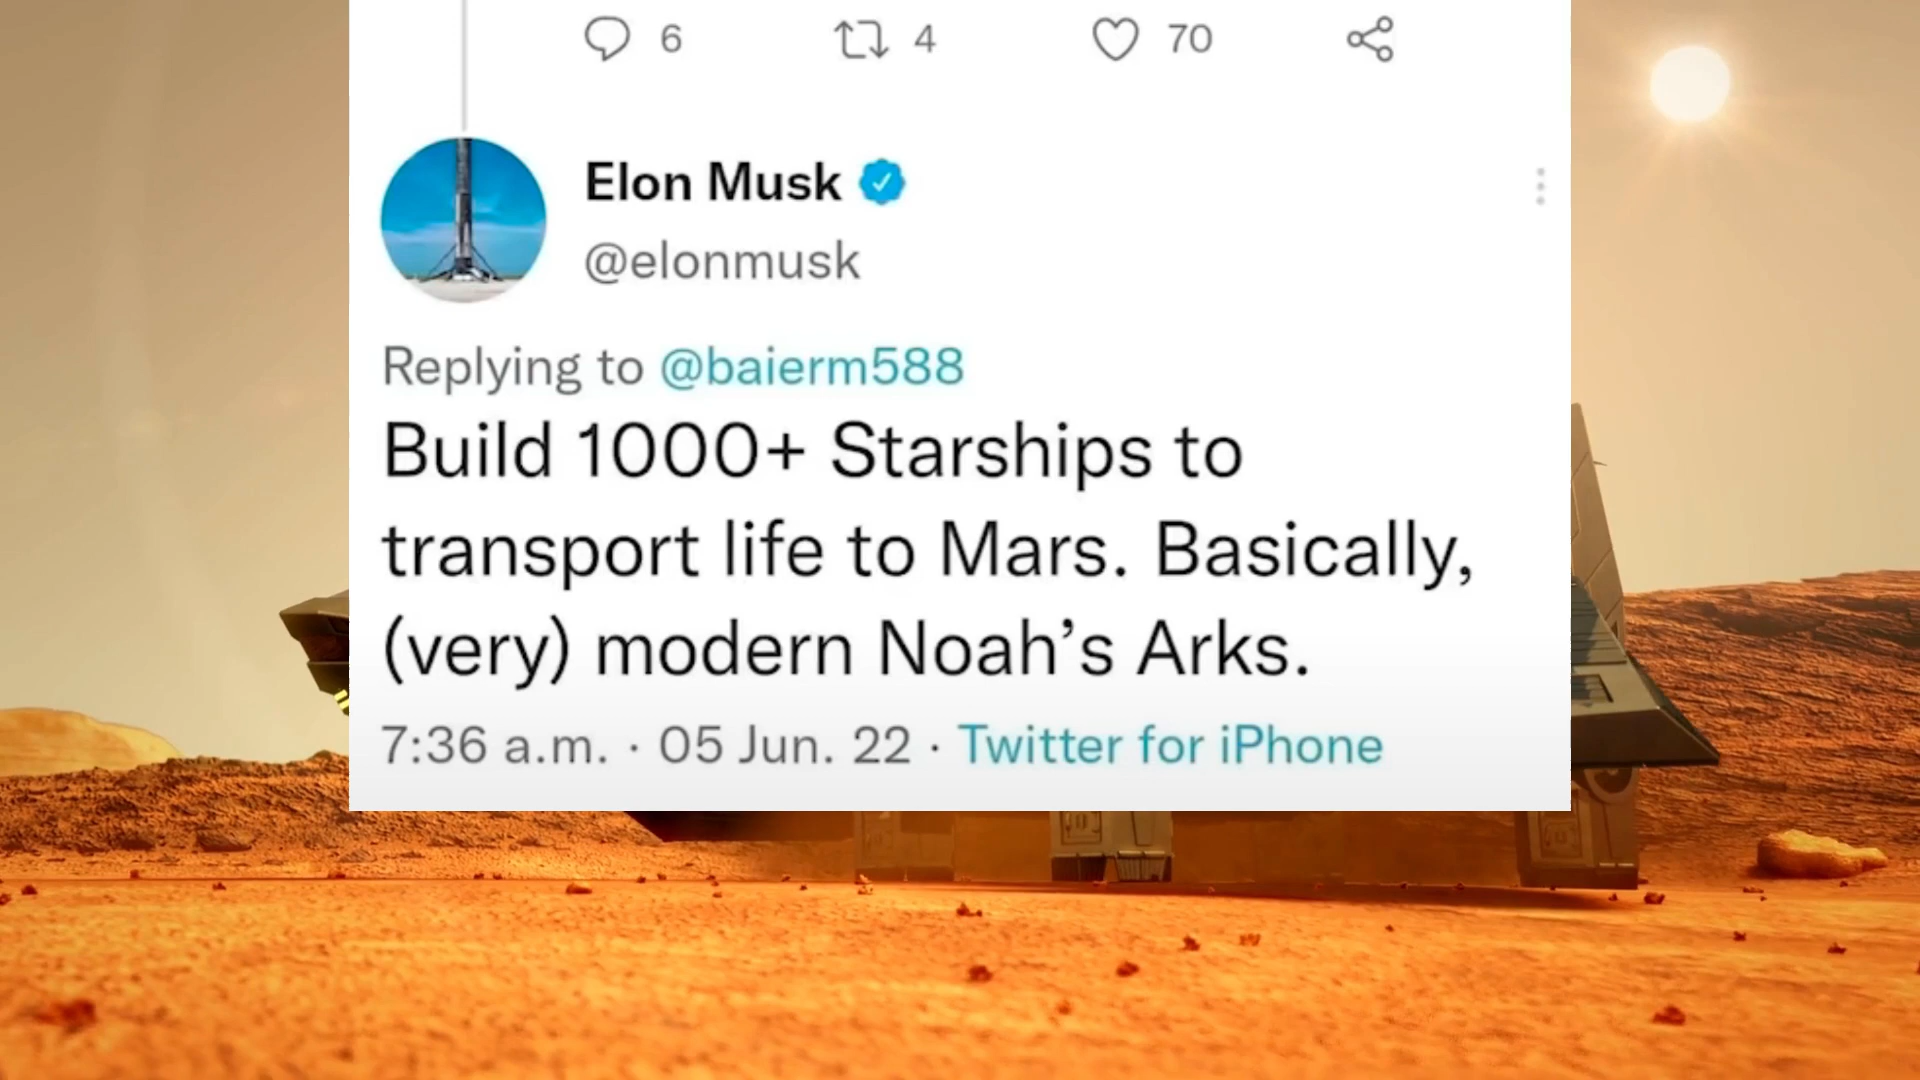 6 4 70
Elon Musk
@elonmusk
Replying to @baierm588
Build 1000+ Starships to
transport life to Mars. Basically,
(very) modern Noah’s Arks.
7:36 a.m. · 05 Jun. 22 · Twitter for iPhone